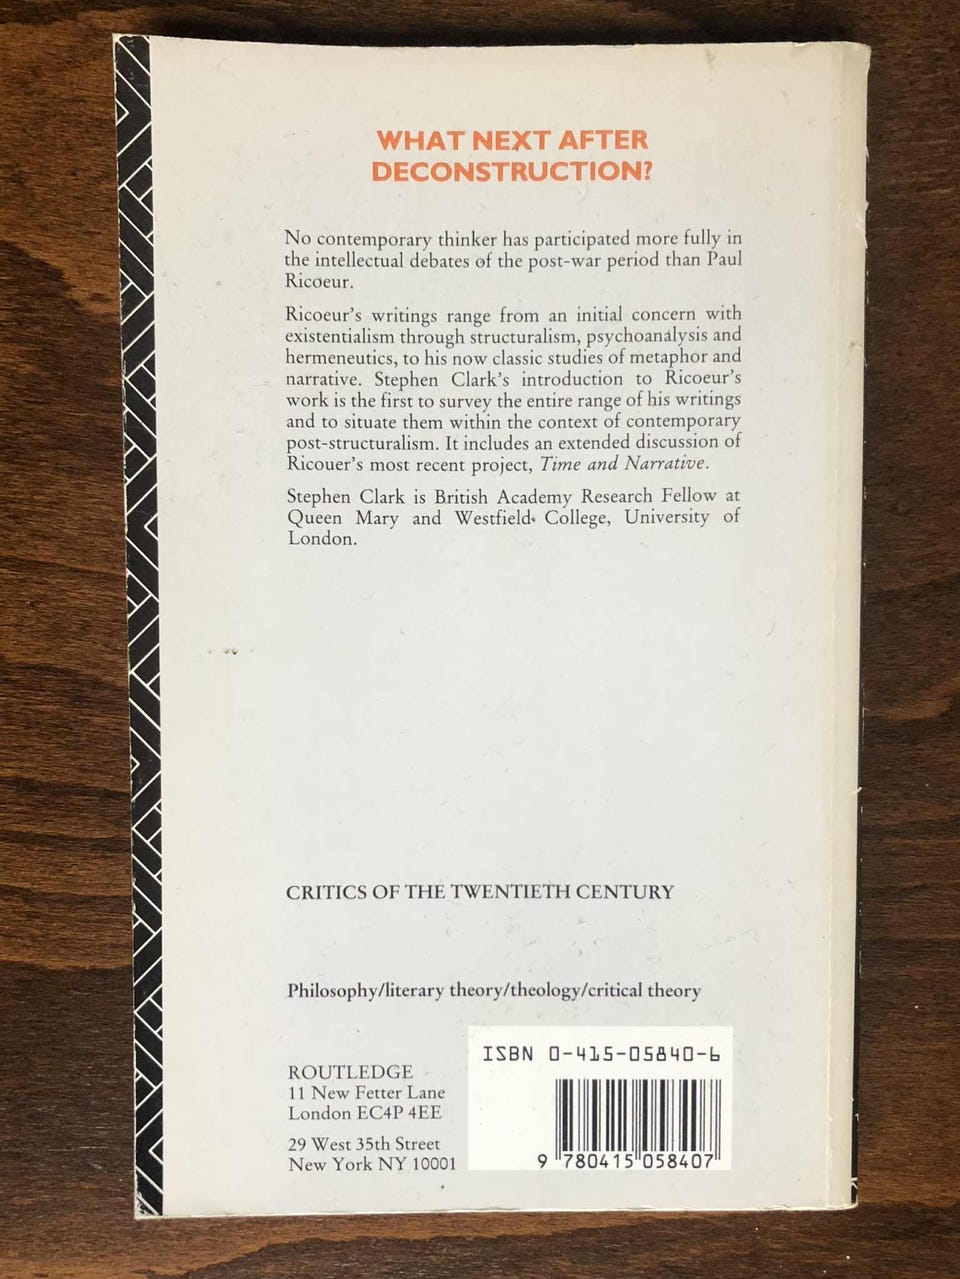 WHAT NEXT AFTER
DECONSTRUCTION?
No contemporary thinker has participated more fully in
the intellectual debates of the post-war period than Paul
Ricoeur.
Ricoeur's writings range from an initial concern with
existentialism through structuralism, psychoanalysis and
hermeneutics, to his now classic studies of metaphor and
narrative. Stephen Clark's introduction to Ricoeur's
work is the first to survey the entire range of his writings
and to situate them within the context of contemporary
post-structuralism. It includes an extended discussion of
Ricouer's most recent project, Time and Narrative.
Stephen Clark is British Academy Research Fellow at
Queen Mary and Westfield College, University of
London.
CRITICS OF THE TWENTIETH CENTURY
Philosophy/literary theory/theology/critical theory
ISBN 0-415-05840-6
ROUTLEDGE
11 New Fetter Lane
London EC4P 4EE
29 West 35th Street
New York NY 10001
9 780415 058407